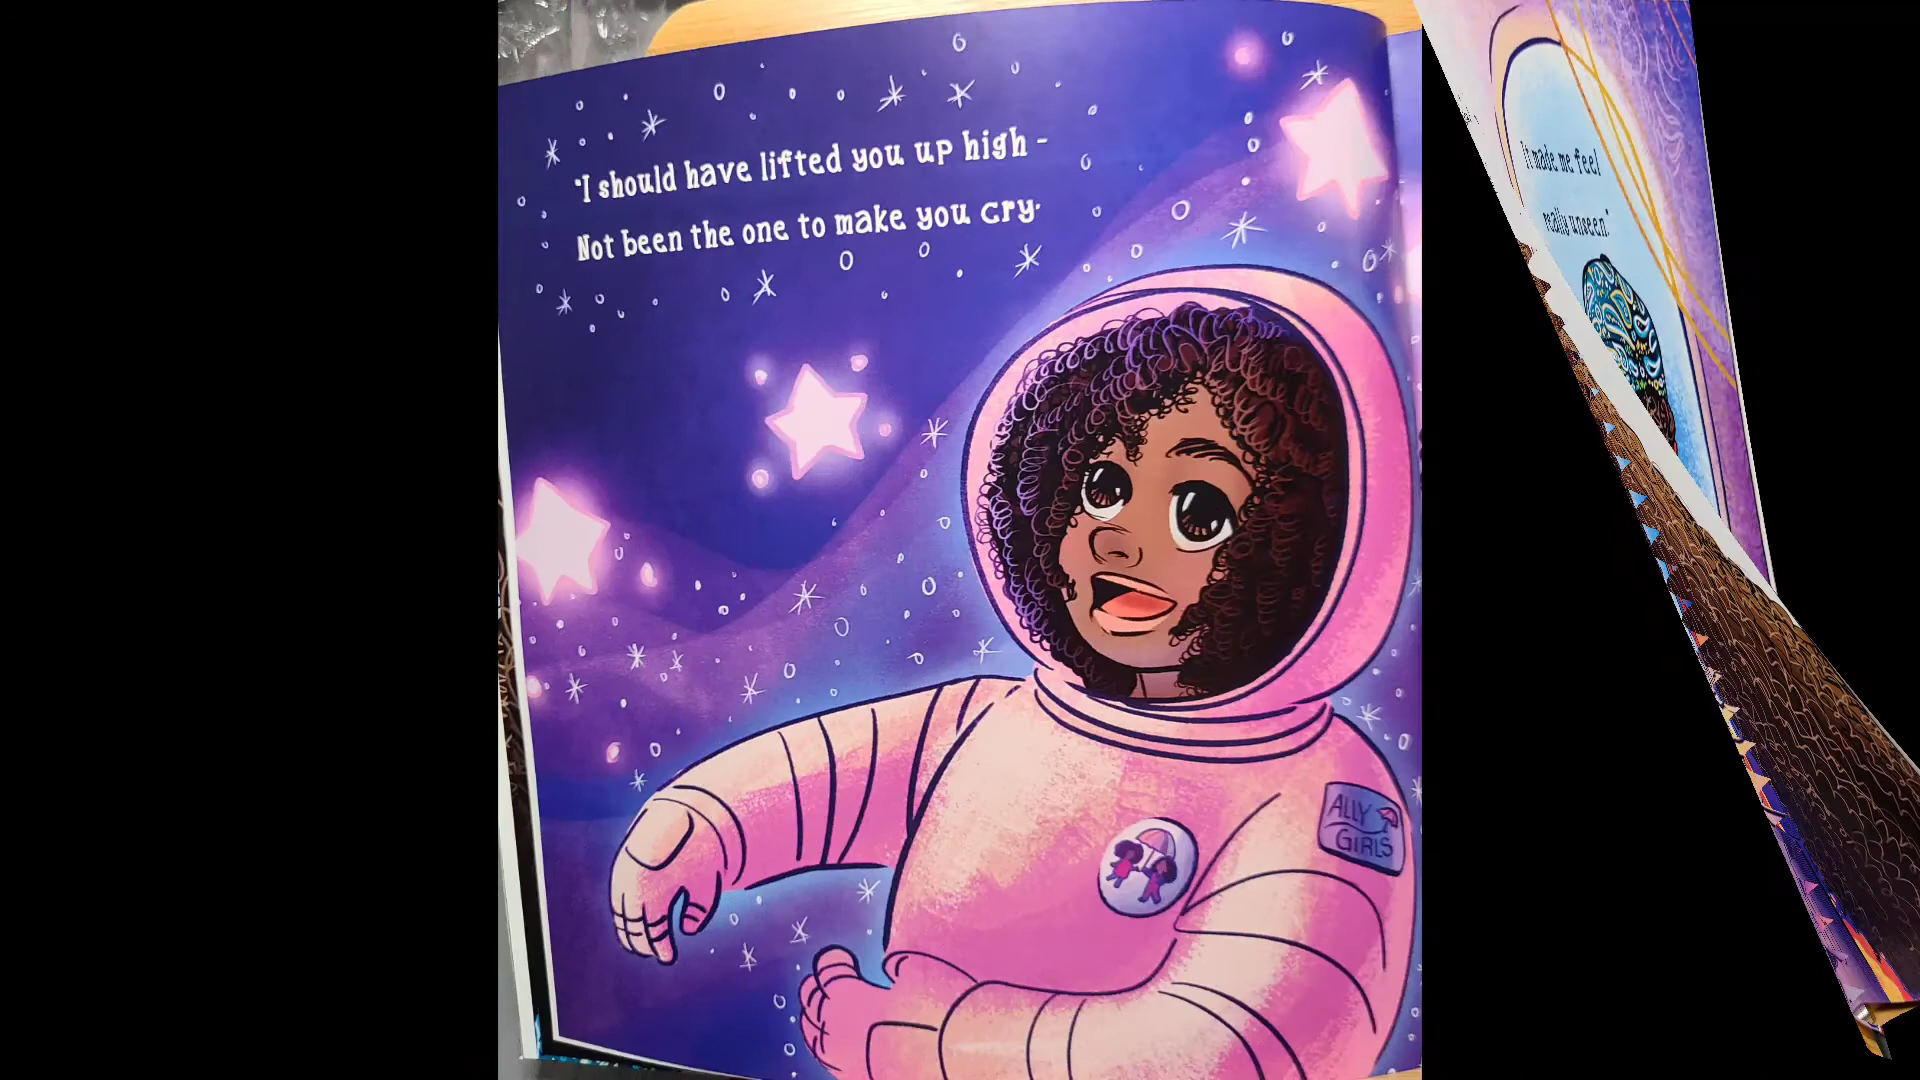 "I should have lifted you up high -
Not been the one to make you cry.
ALLY
GIRLS
It made me feel
really unseen."